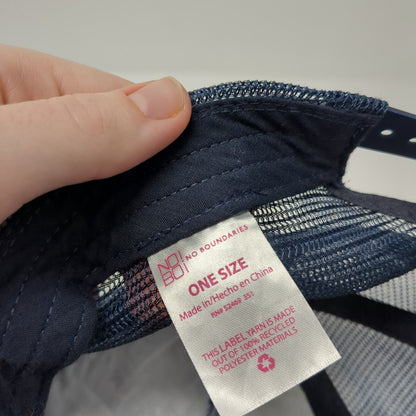 NO!
BO!
NO BOUNDARIES
ONE SIZE
Made in/Hecho en China
RN# 52469 351
THIS LABEL YARN IS MADE
OUT OF 100% RECYCLED
POLYESTER MATERIALS